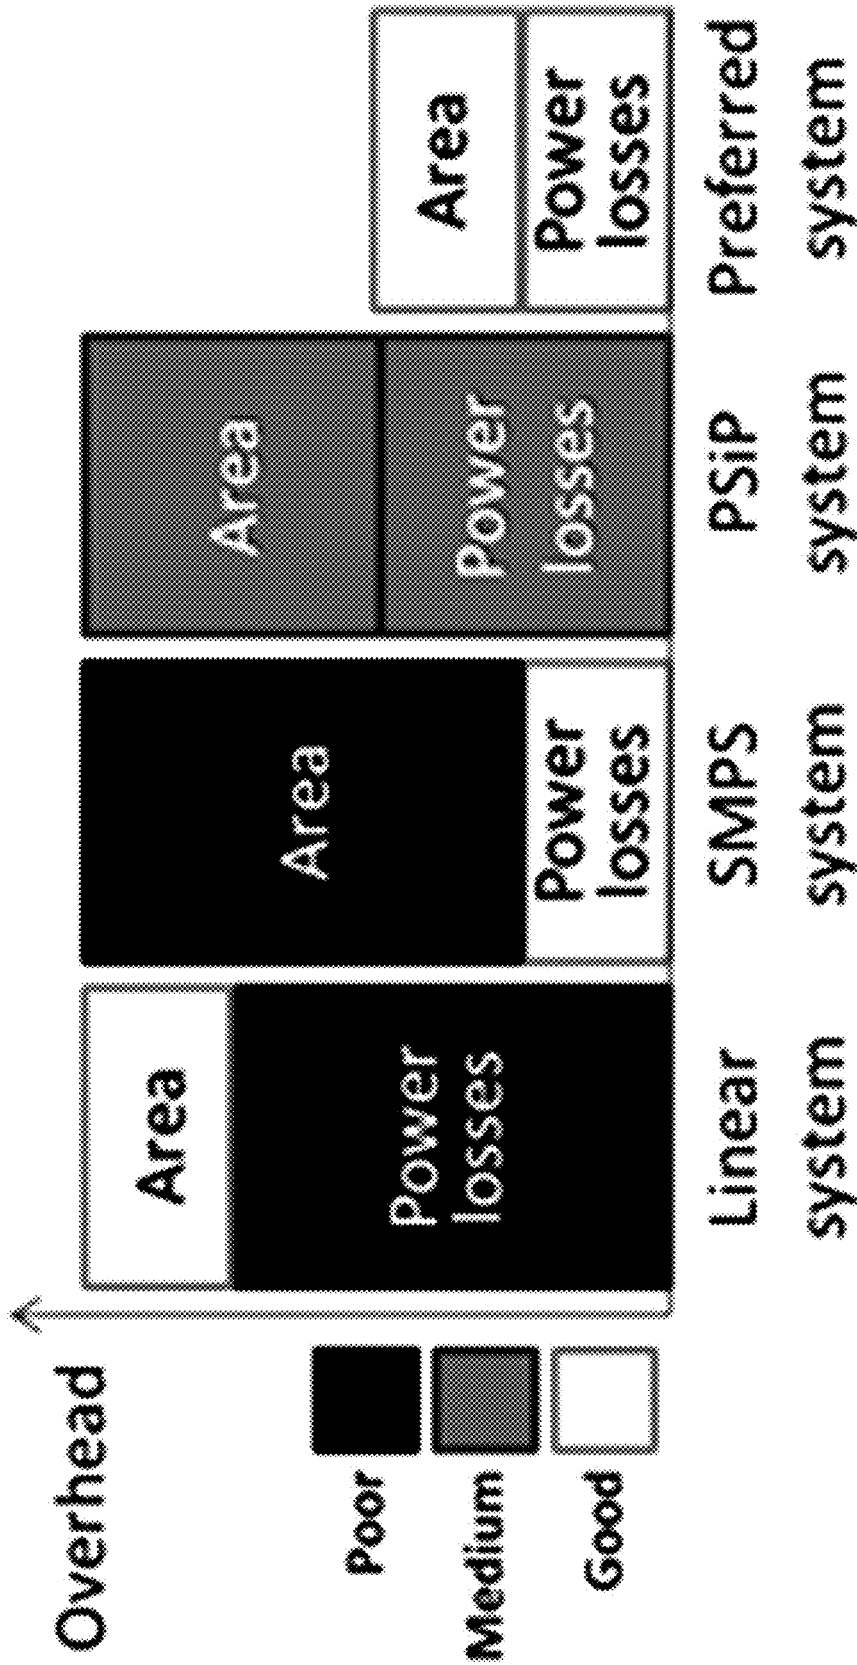 Overhead
Poor
Medium
Good
Area
Power
losses
Area
Power
losses
Area
Power
losses
Area
Power
losses
Linear
system
SMPS
system
PSiP
system
Preferred
system